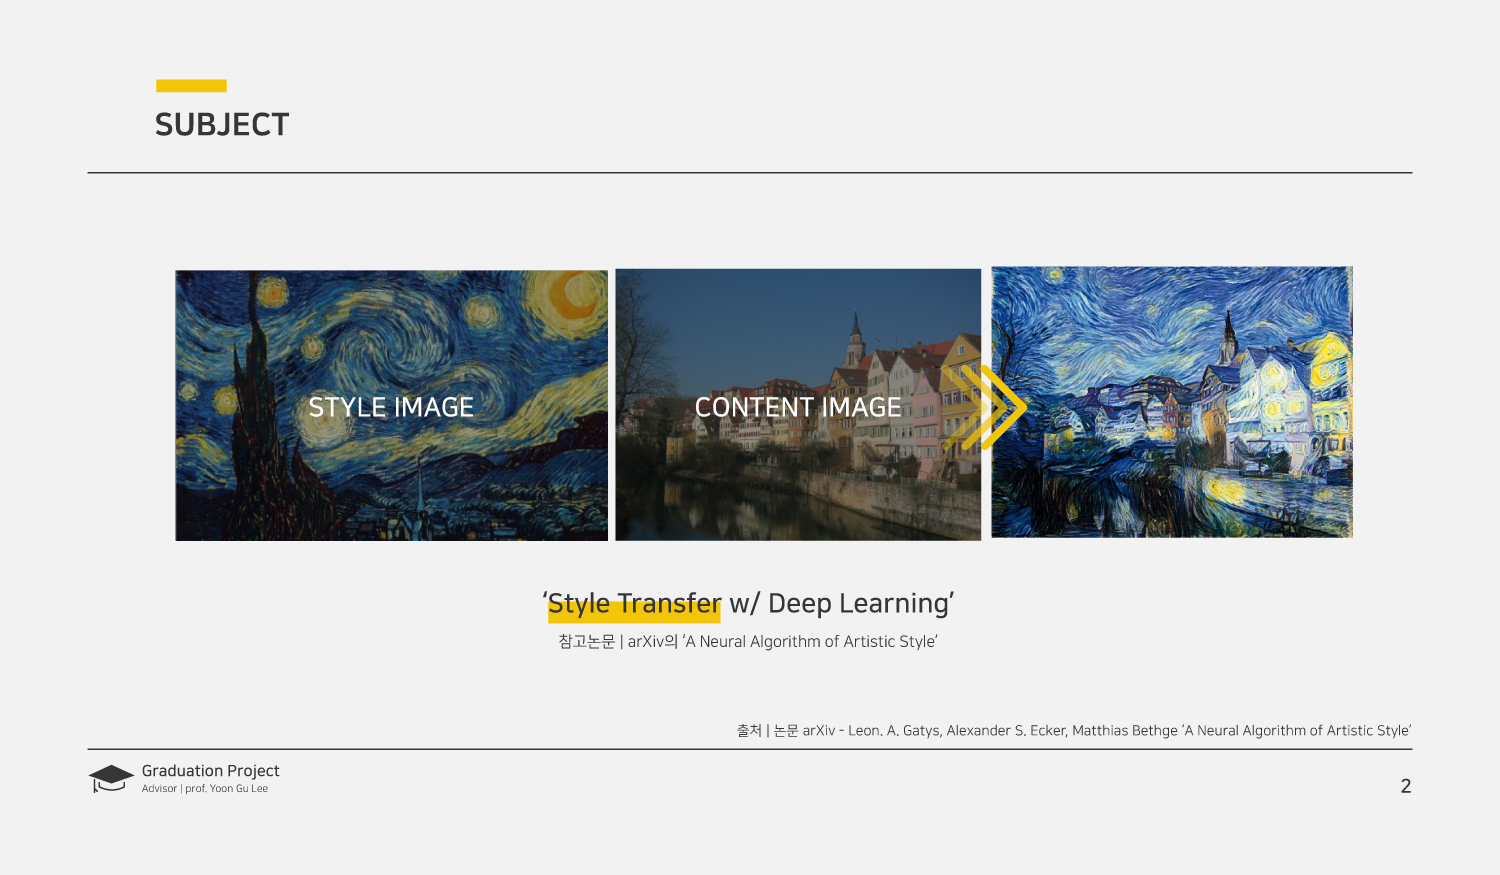 SUBJECT
STYLE IMAGE
CONTENT IMAGE
‘Style Transfer w/ Deep Learning’
참고논문 | arXiv의 ‘A Neural Algorithm of Artistic Style’
출처 | 논문 arXiv - Leon. A. Gatys, Alexander S. Ecker, Matthias Bethge ‘A Neural Algorithm of Artistic Style’
Graduation Project
Advisor | prof. Yoon Gu Lee
2